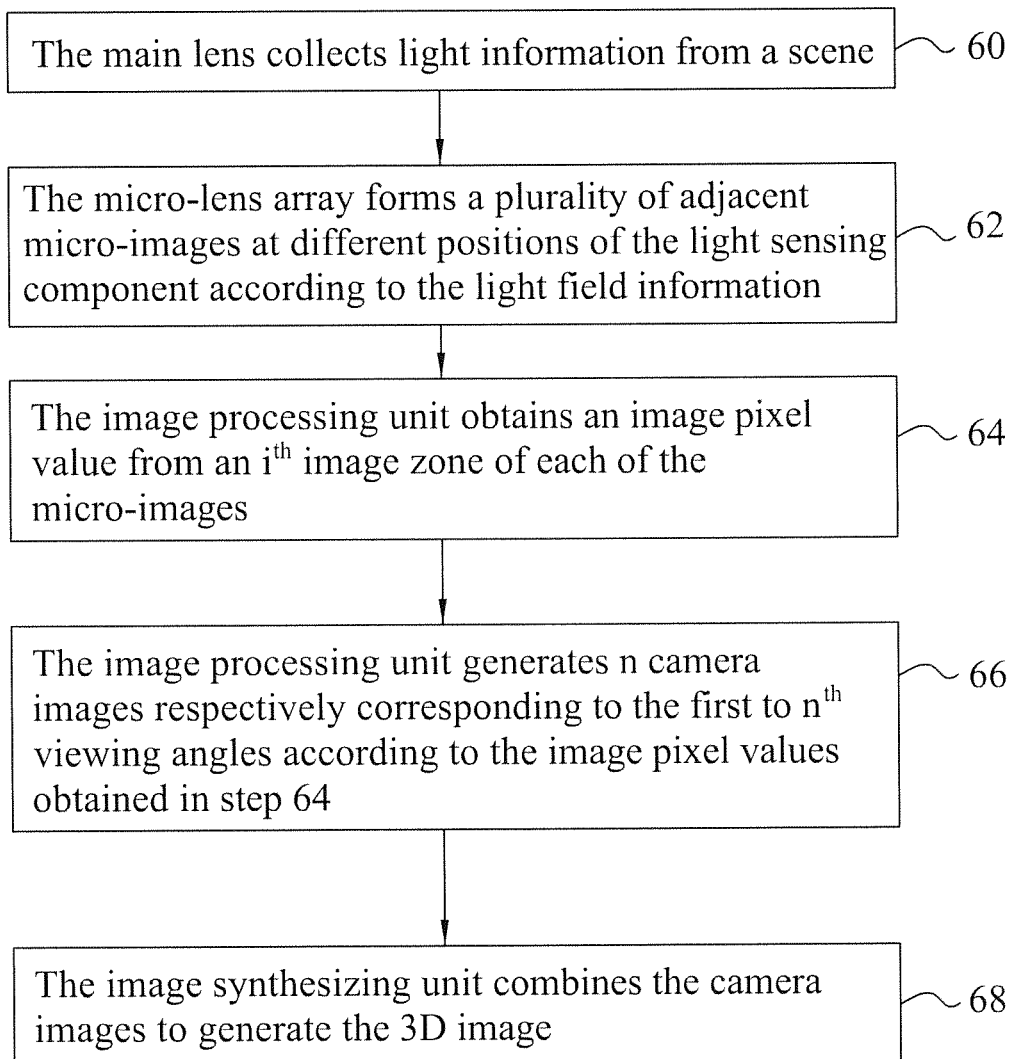 The main lens collects light information from a scene
60
The micro-lens array forms a plurality of adjacent
micro-images at different positions of the light sensing
component according to the light field information
62
The image processing unit obtains an image pixel
value from an iᵗʰ image zone of each of the
micro-images
64
The image processing unit generates n camera
images respectively corresponding to the first to nᵗʰ
viewing angles according to the image pixel values
obtained in step 64
66
The image synthesizing unit combines the camera
images to generate the 3D image
68